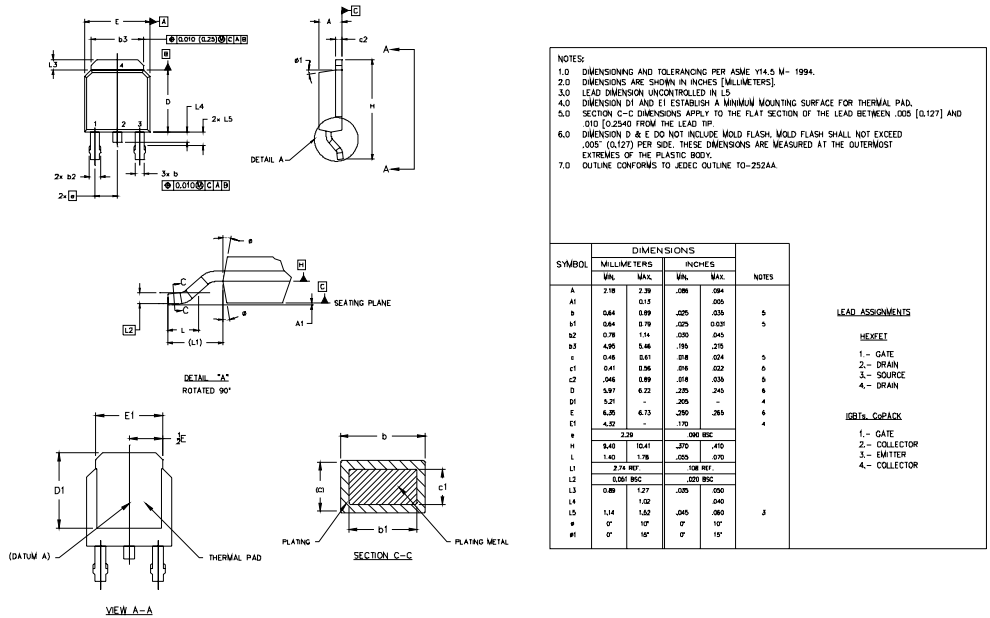 E
A
b3
⌖ 0.010 (0.25) Ⓜ C A B
B
L3
4
D
L4
2x L5
1 2 3
2x b2
3x b
⌖ 0.010 Ⓜ C A B
2x e
C
A
c2
A
ø1
H
DETAIL A
A
ø
H
C
C
SEATING PLANE
C
L2
A1
ø
L
(L1)
DETAIL "A"
ROTATED 90°
E1
½E
D1
(DATUM A)
THERMAL PAD
VIEW A-A
b
c1
b1
PLATING
PLATING METAL
SECTION C-C
NOTES:
1.0 DIMENSIONING AND TOLERANCING PER ASME Y14.5 M- 1994.
2.0 DIMENSIONS ARE SHOWN IN INCHES [MILLIMETERS].
3.0 LEAD DIMENSION UNCONTROLLED IN L5
4.0 DIMENSION D1 AND E1 ESTABLISH A MINIMUM MOUNTING SURFACE FOR THERMAL PAD.
5.0 SECTION C-C DIMENSIONS APPLY TO THE FLAT SECTION OF THE LEAD BETWEEN .005 [0.127] AND
.010 [0.2540 FROM THE LEAD TIP.
6.0 DIMENSION D & E DO NOT INCLUDE MOLD FLASH. MOLD FLASH SHALL NOT EXCEED
.005" (0.127) PER SIDE. THESE DIMENSIONS ARE MEASURED AT THE OUTERMOST
EXTREMES OF THE PLASTIC BODY.
7.0 OUTLINE CONFORMS TO JEDEC OUTLINE TO-252AA.
DIMENSIONS
SYMBOL MILLIMETERS INCHES NOTES
MIN. MAX. MIN. MAX.
A 2.18 2.39 .086 .094
A1 0.13 .005
b 0.64 0.89 .025 .035 5
b1 0.64 0.79 .025 0.031 5
b2 0.76 1.14 .030 .045
b3 4.95 5.46 .195 .215
c 0.46 0.61 .018 .024 5
c1 0.41 0.56 .016 .022 5
c2 .046 0.89 .018 .035 5
D 5.97 6.22 .235 .245 6
D1 5.21 - .205 - 4
E 6.35 6.73 .250 .265 6
E1 4.32 - .170 4
e 2.29 .090 BSC
H 9.40 10.41 .370 .410
L 1.40 1.78 .055 .070
L1 2.74 REF. .108 REF.
L2 0.051 BSC .020 BSC
L3 0.89 1.27 .035 .050
L4 1.02 .040
L5 1.14 1.52 .045 .060 3
ø 0° 10° 0° 10°
ø1 0° 15° 0° 15°
LEAD ASSIGNMENTS
HEXFET
1.- GATE
2.- DRAIN
3.- SOURCE
4.- DRAIN
IGBTs, CoPACK
1.- GATE
2.- COLLECTOR
3.- EMITTER
4.- COLLECTOR